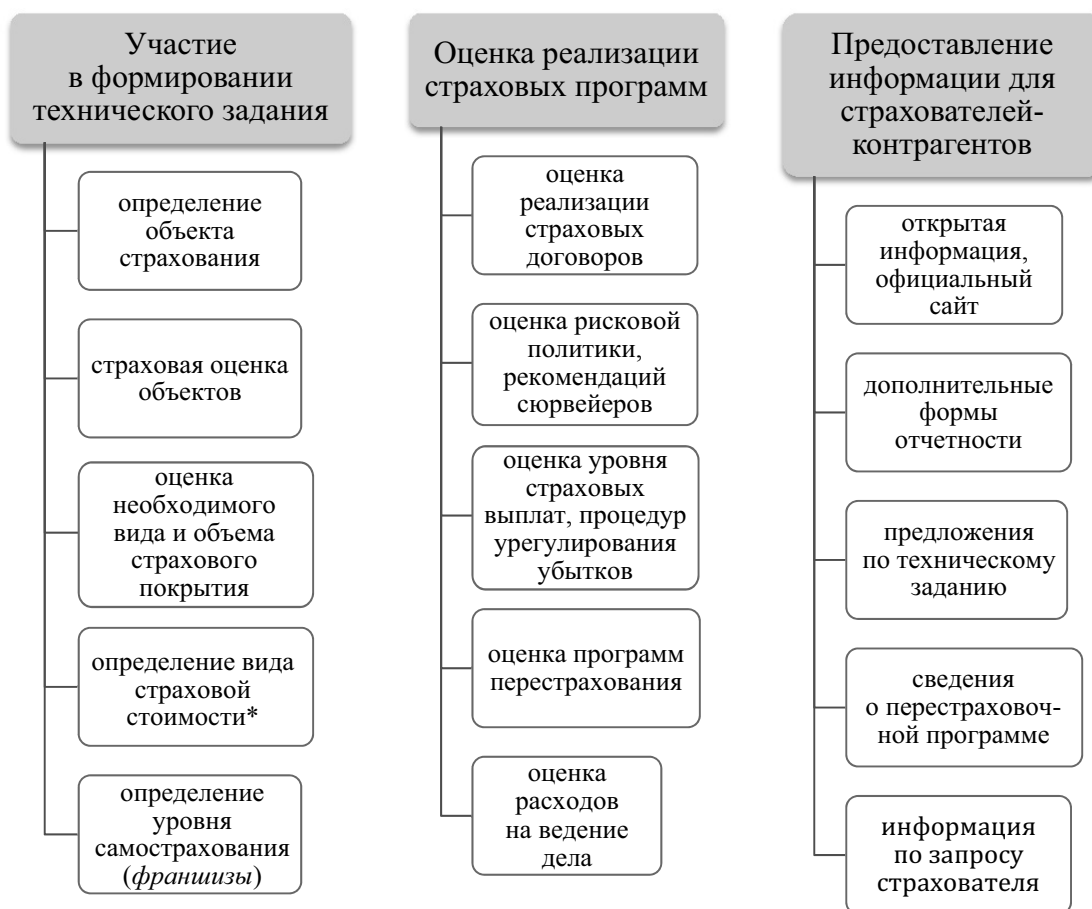 Участие
в формировании
технического задания
определение
объекта
страхования
страховая оценка
объектов
оценка
необходимого
вида и объема
страхового
покрытия
определение вида
страховой
стоимости*
определение
уровня
самострахования
(франшизы)
Оценка реализации
страховых программ
оценка
реализации
страховых
договоров
оценка рисковой
политики,
рекомендаций
сюрвейеров
оценка уровня
страховых
выплат, процедур
урегулирования
убытков
оценка программ
перестрахования
оценка
расходов
на ведение
дела
Предоставление
информации для
страхователей-
контрагентов
открытая
информация,
официальный
сайт
дополнительные
формы
отчетности
предложения
по техническому
заданию
сведения
о перестраховоч-
ной программе
информация
по запросу
страхователя